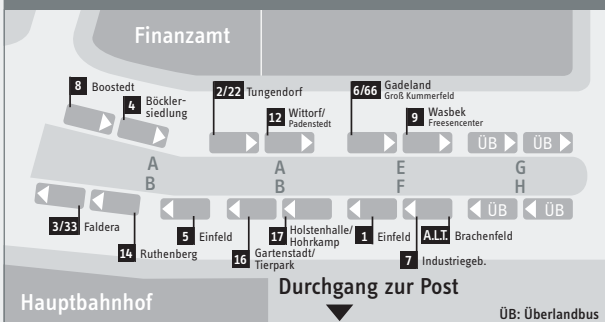 Finanzamt
8 Boostedt
4 Böckler-
siedlung
2/22 Tungendorf
12 Wittorf/
Padenstedt
6/66 Gadeland
Groß Kummerfeld
9 Wasbek
Freesencenter
ÜB ÜB
A A E G
B B F H
ÜB ÜB
3/33 Faldera
14 Ruthenberg
5 Einfeld
16 Gartenstadt/
Tierpark
17 Holstenhalle/
Hohrkamp
1 Einfeld
7 Industriegeb.
A.L.T. Brachenfeld
Hauptbahnhof
Durchgang zur Post
ÜB: Überlandbus